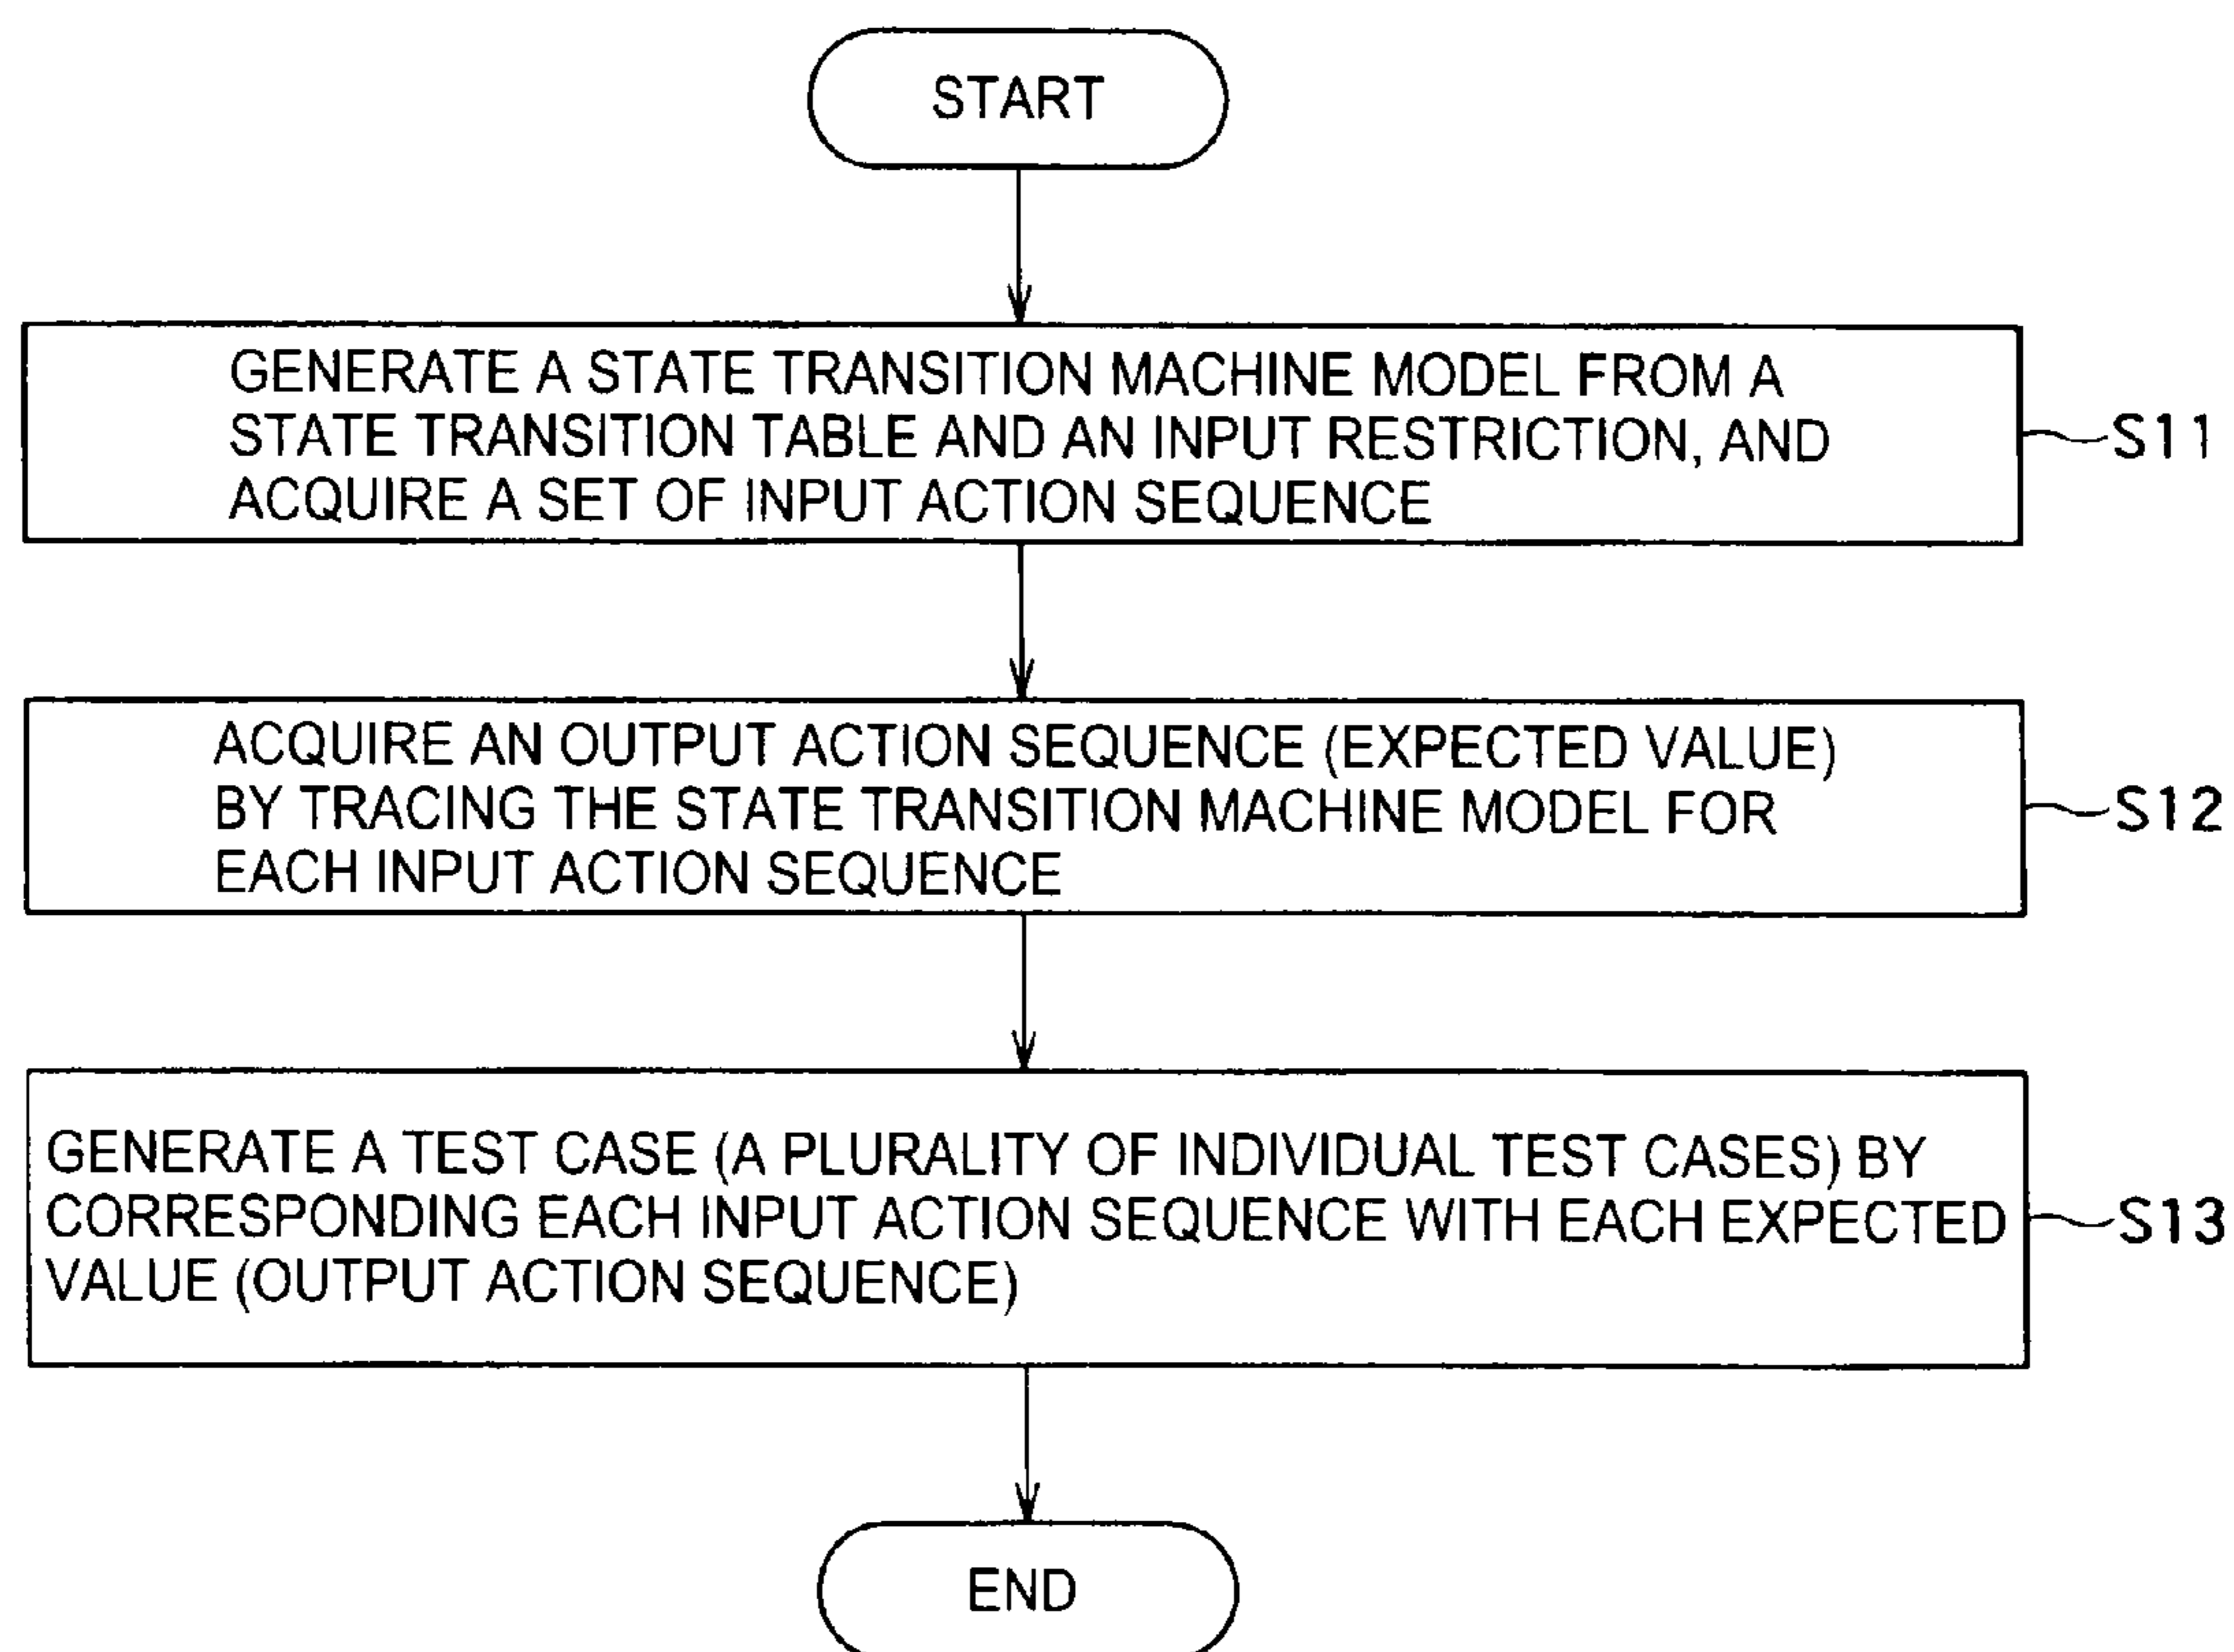 START
GENERATE A STATE TRANSITION MACHINE MODEL FROM A
STATE TRANSITION TABLE AND AN INPUT RESTRICTION, AND
ACQUIRE A SET OF INPUT ACTION SEQUENCE
S11
ACQUIRE AN OUTPUT ACTION SEQUENCE (EXPECTED VALUE)
BY TRACING THE STATE TRANSITION MACHINE MODEL FOR
EACH INPUT ACTION SEQUENCE
S12
GENERATE A TEST CASE (A PLURALITY OF INDIVIDUAL TEST CASES) BY
CORRESPONDING EACH INPUT ACTION SEQUENCE WITH EACH EXPECTED
VALUE (OUTPUT ACTION SEQUENCE)
S13
END